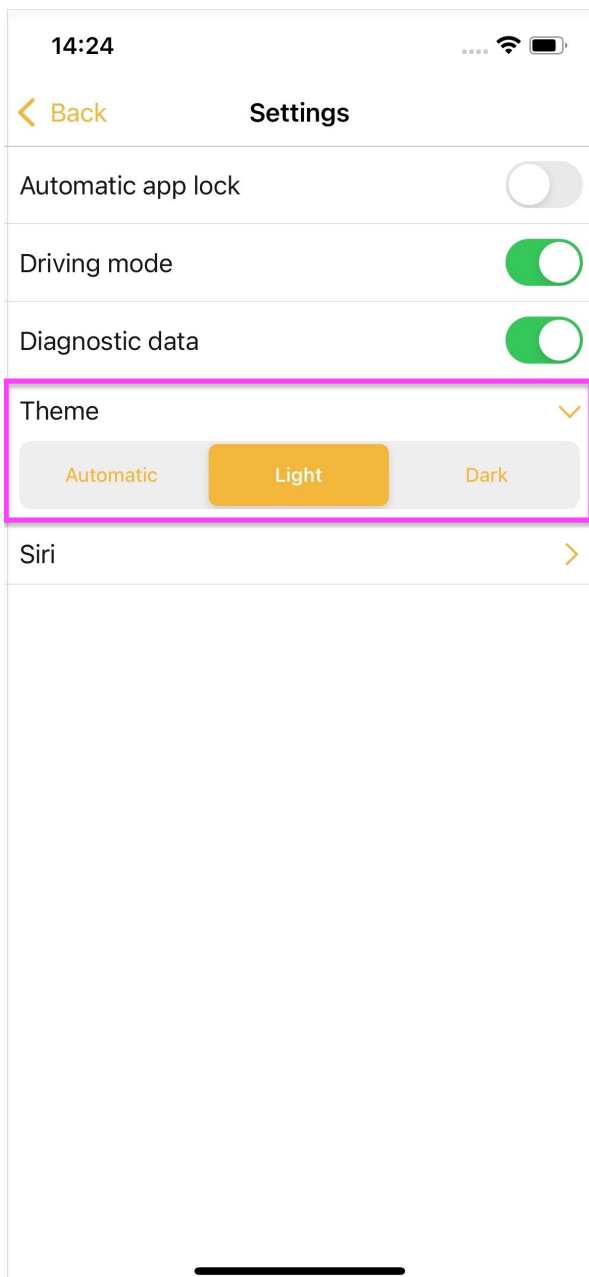 14:24
Back Settings
Automatic app lock
Driving mode
Diagnostic data
Theme
Automatic Light Dark
Siri